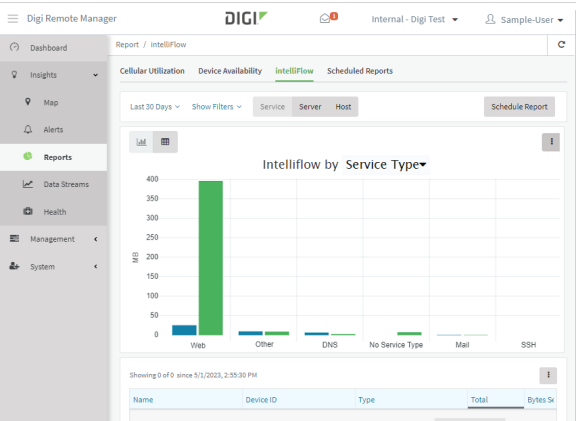 Digi Remote Manager
DIGI
1
Internal - Digi Test
Sample-User
Dashboard
Insights
Map
Alerts
Reports
Data Streams
Health
Management
System
Report / intelliFlow
Cellular Utilization Device Availability intelliFlow Scheduled Reports
Last 30 Days Show Filters Service Server Host Schedule Report
Intelliflow by Service Type
MB
400
350
300
250
200
150
100
50
0
Web Other DNS No Service Type Mail SSH
Showing 0 of 0 since 5/1/2023, 2:55:30 PM
Name Device ID Type Total Bytes Se